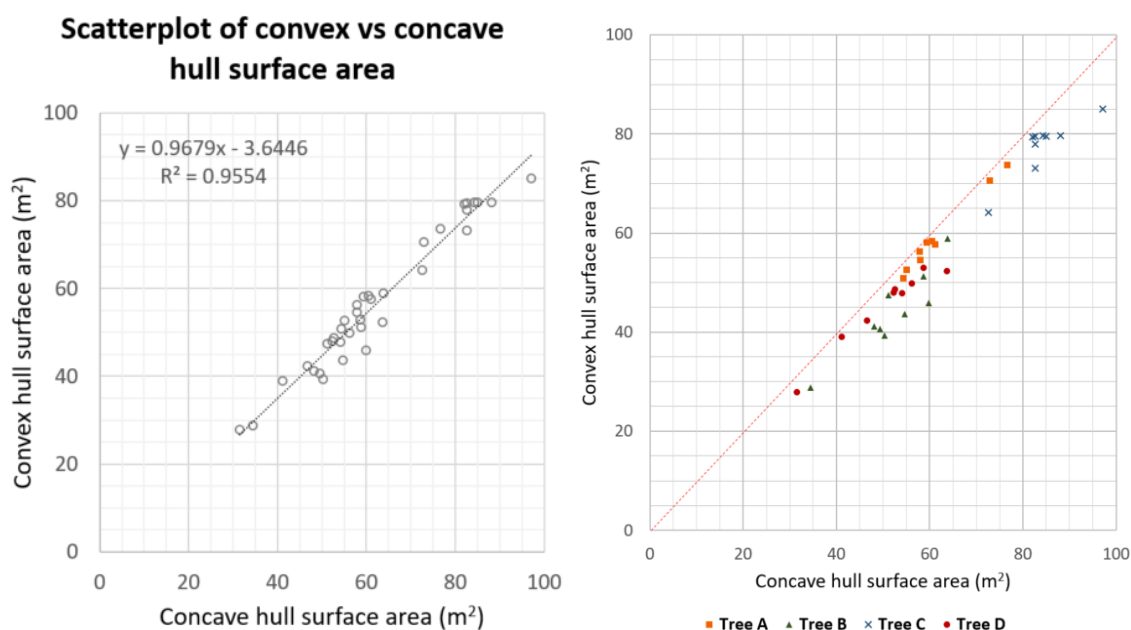 Scatterplot of convex vs concave
hull surface area
y = 0.9679x - 3.6446
R² = 0.9554
Convex hull surface area (m²)
100
80
60
40
20
0
0 20 40 60 80 100
Concave hull surface area (m²)
Convex hull surface area (m²)
100
80
60
40
20
0
0 20 40 60 80 100
Concave hull surface area (m²)
Tree A Tree B Tree C Tree D